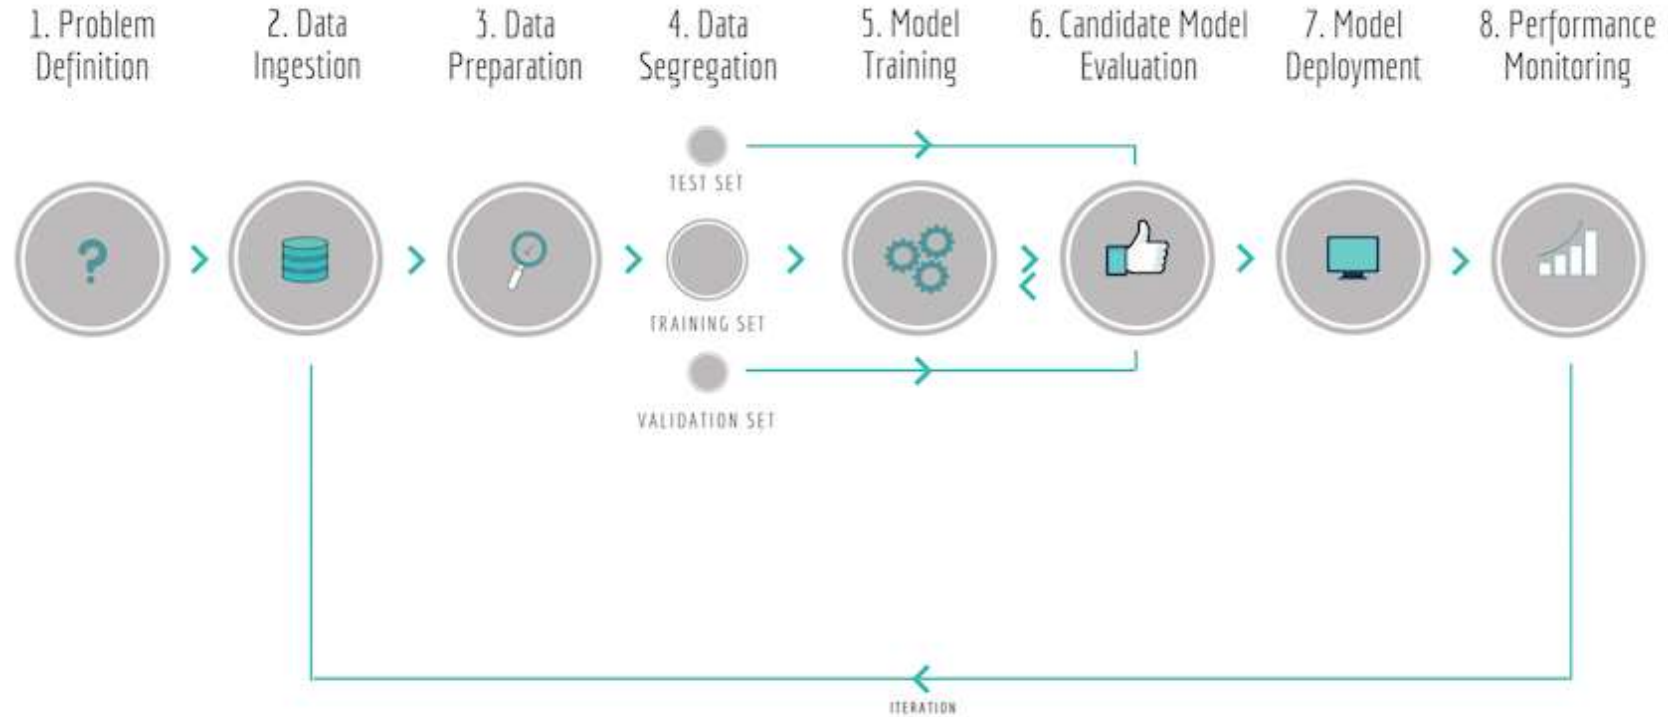 1. Problem
Definition
2. Data
Ingestion
3. Data
Preparation
4. Data
Segregation
5. Model
Training
6. Candidate Model
Evaluation
7. Model
Deployment
8. Performance
Monitoring
TEST SET
TRAINING SET
VALIDATION SET
ITERATION